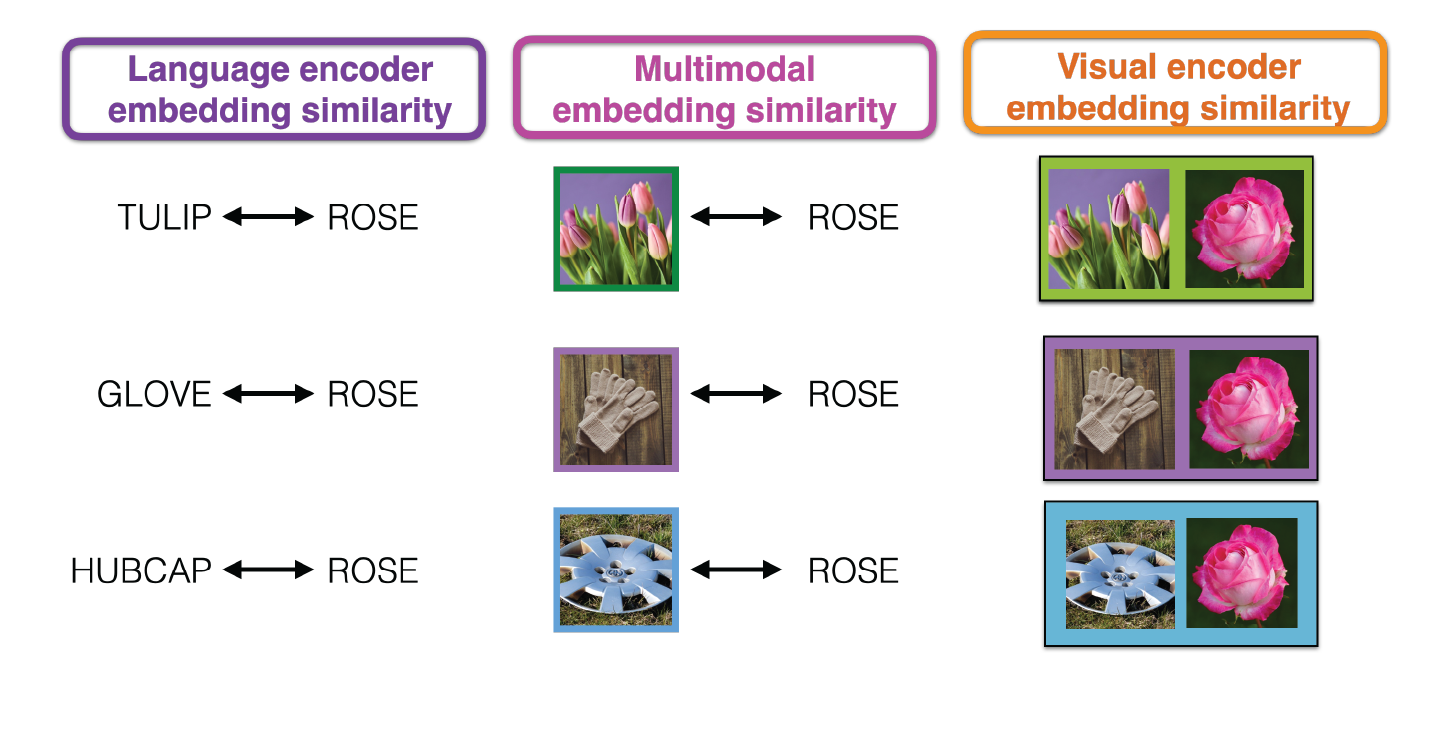 Language encoder
embedding similarity
Multimodal
embedding similarity
Visual encoder
embedding similarity
TULIP ROSE
ROSE
GLOVE ROSE
ROSE
HUBCAP ROSE
ROSE